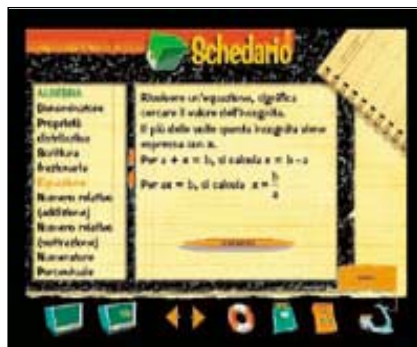 Schedario
ALGEBRA
Denominatore
Proprietà
distributiva
Scrittura
frazionaria
Equazione
Numero relativo
(addizione)
Numero relativo
(sottrazione)
Numeratore
Percentuale
Risolvere un'equazione, significa
cercare il valore dell'incognita.
Il più delle volte questa incognita viene
espressa con x.
Per a + x = b, si calcola x = b - a
Per ax = b, si calcola x = b/a